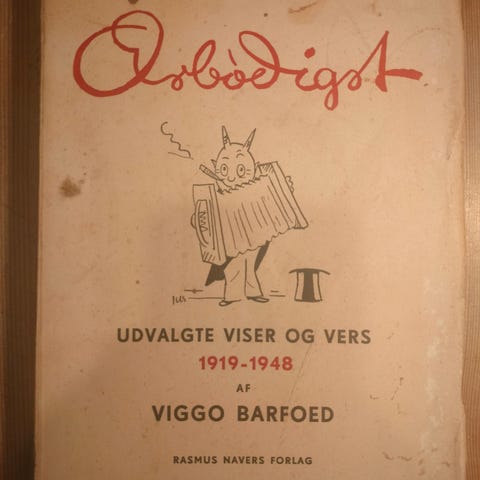 Ærbødigst
UDVALGTE VISER OG VERS
1919-1948
AF
VIGGO BARFOED
RASMUS NAVERS FORLAG